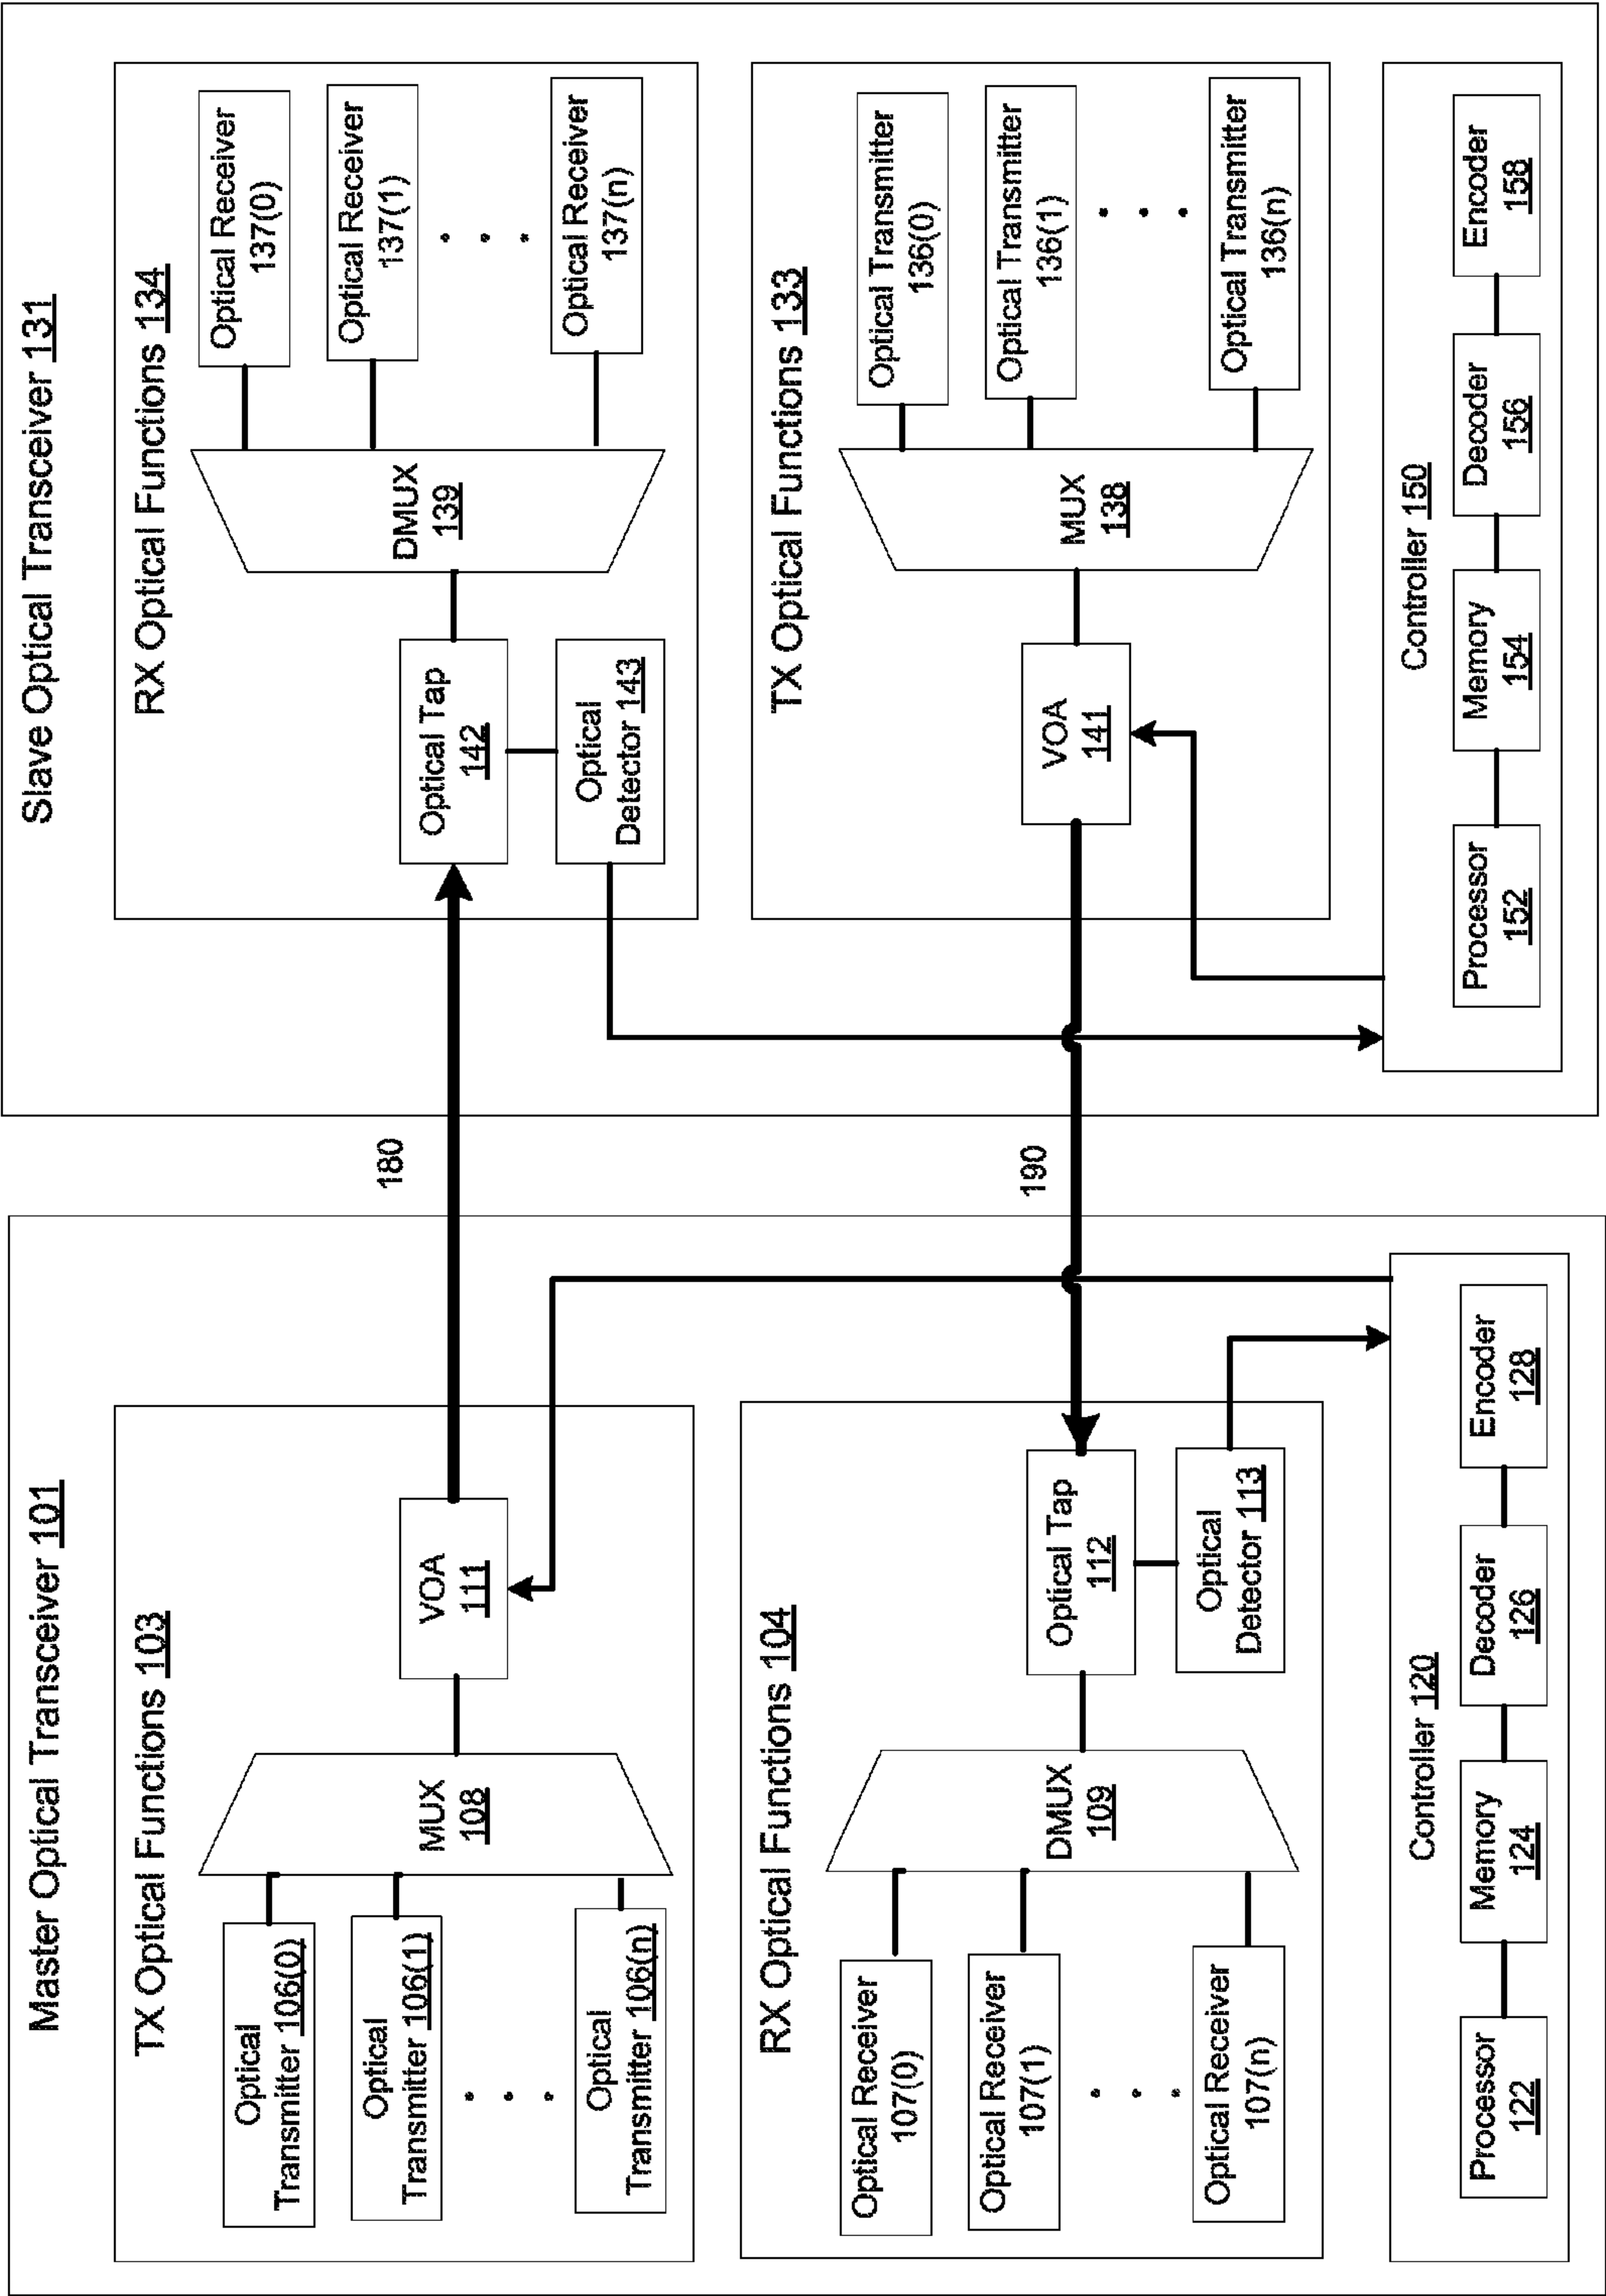 Master Optical Transceiver 101
TX Optical Functions 103
Optical
Transmitter 106(0)
Optical
Transmitter 106(1)
. . .
Optical
Transmitter 106(n)
MUX
108
VOA
111
RX Optical Functions 104
Optical Receiver
107(0)
Optical Receiver
107(1)
. . .
Optical Receiver
107(n)
DMUX
109
Optical Tap
112
Optical
Detector 113
Controller 120
Processor
122
Memory
124
Decoder
126
Encoder
128
180
190
Slave Optical Transceiver 131
RX Optical Functions 134
Optical Tap
142
Optical
Detector 143
DMUX
139
Optical Receiver
137(0)
Optical Receiver
137(1)
. . .
Optical Receiver
137(n)
TX Optical Functions 133
VOA
141
MUX
138
Optical Transmitter
136(0)
Optical Transmitter
136(1)
. . .
Optical Transmitter
136(n)
Controller 150
Processor
152
Memory
154
Decoder
156
Encoder
158